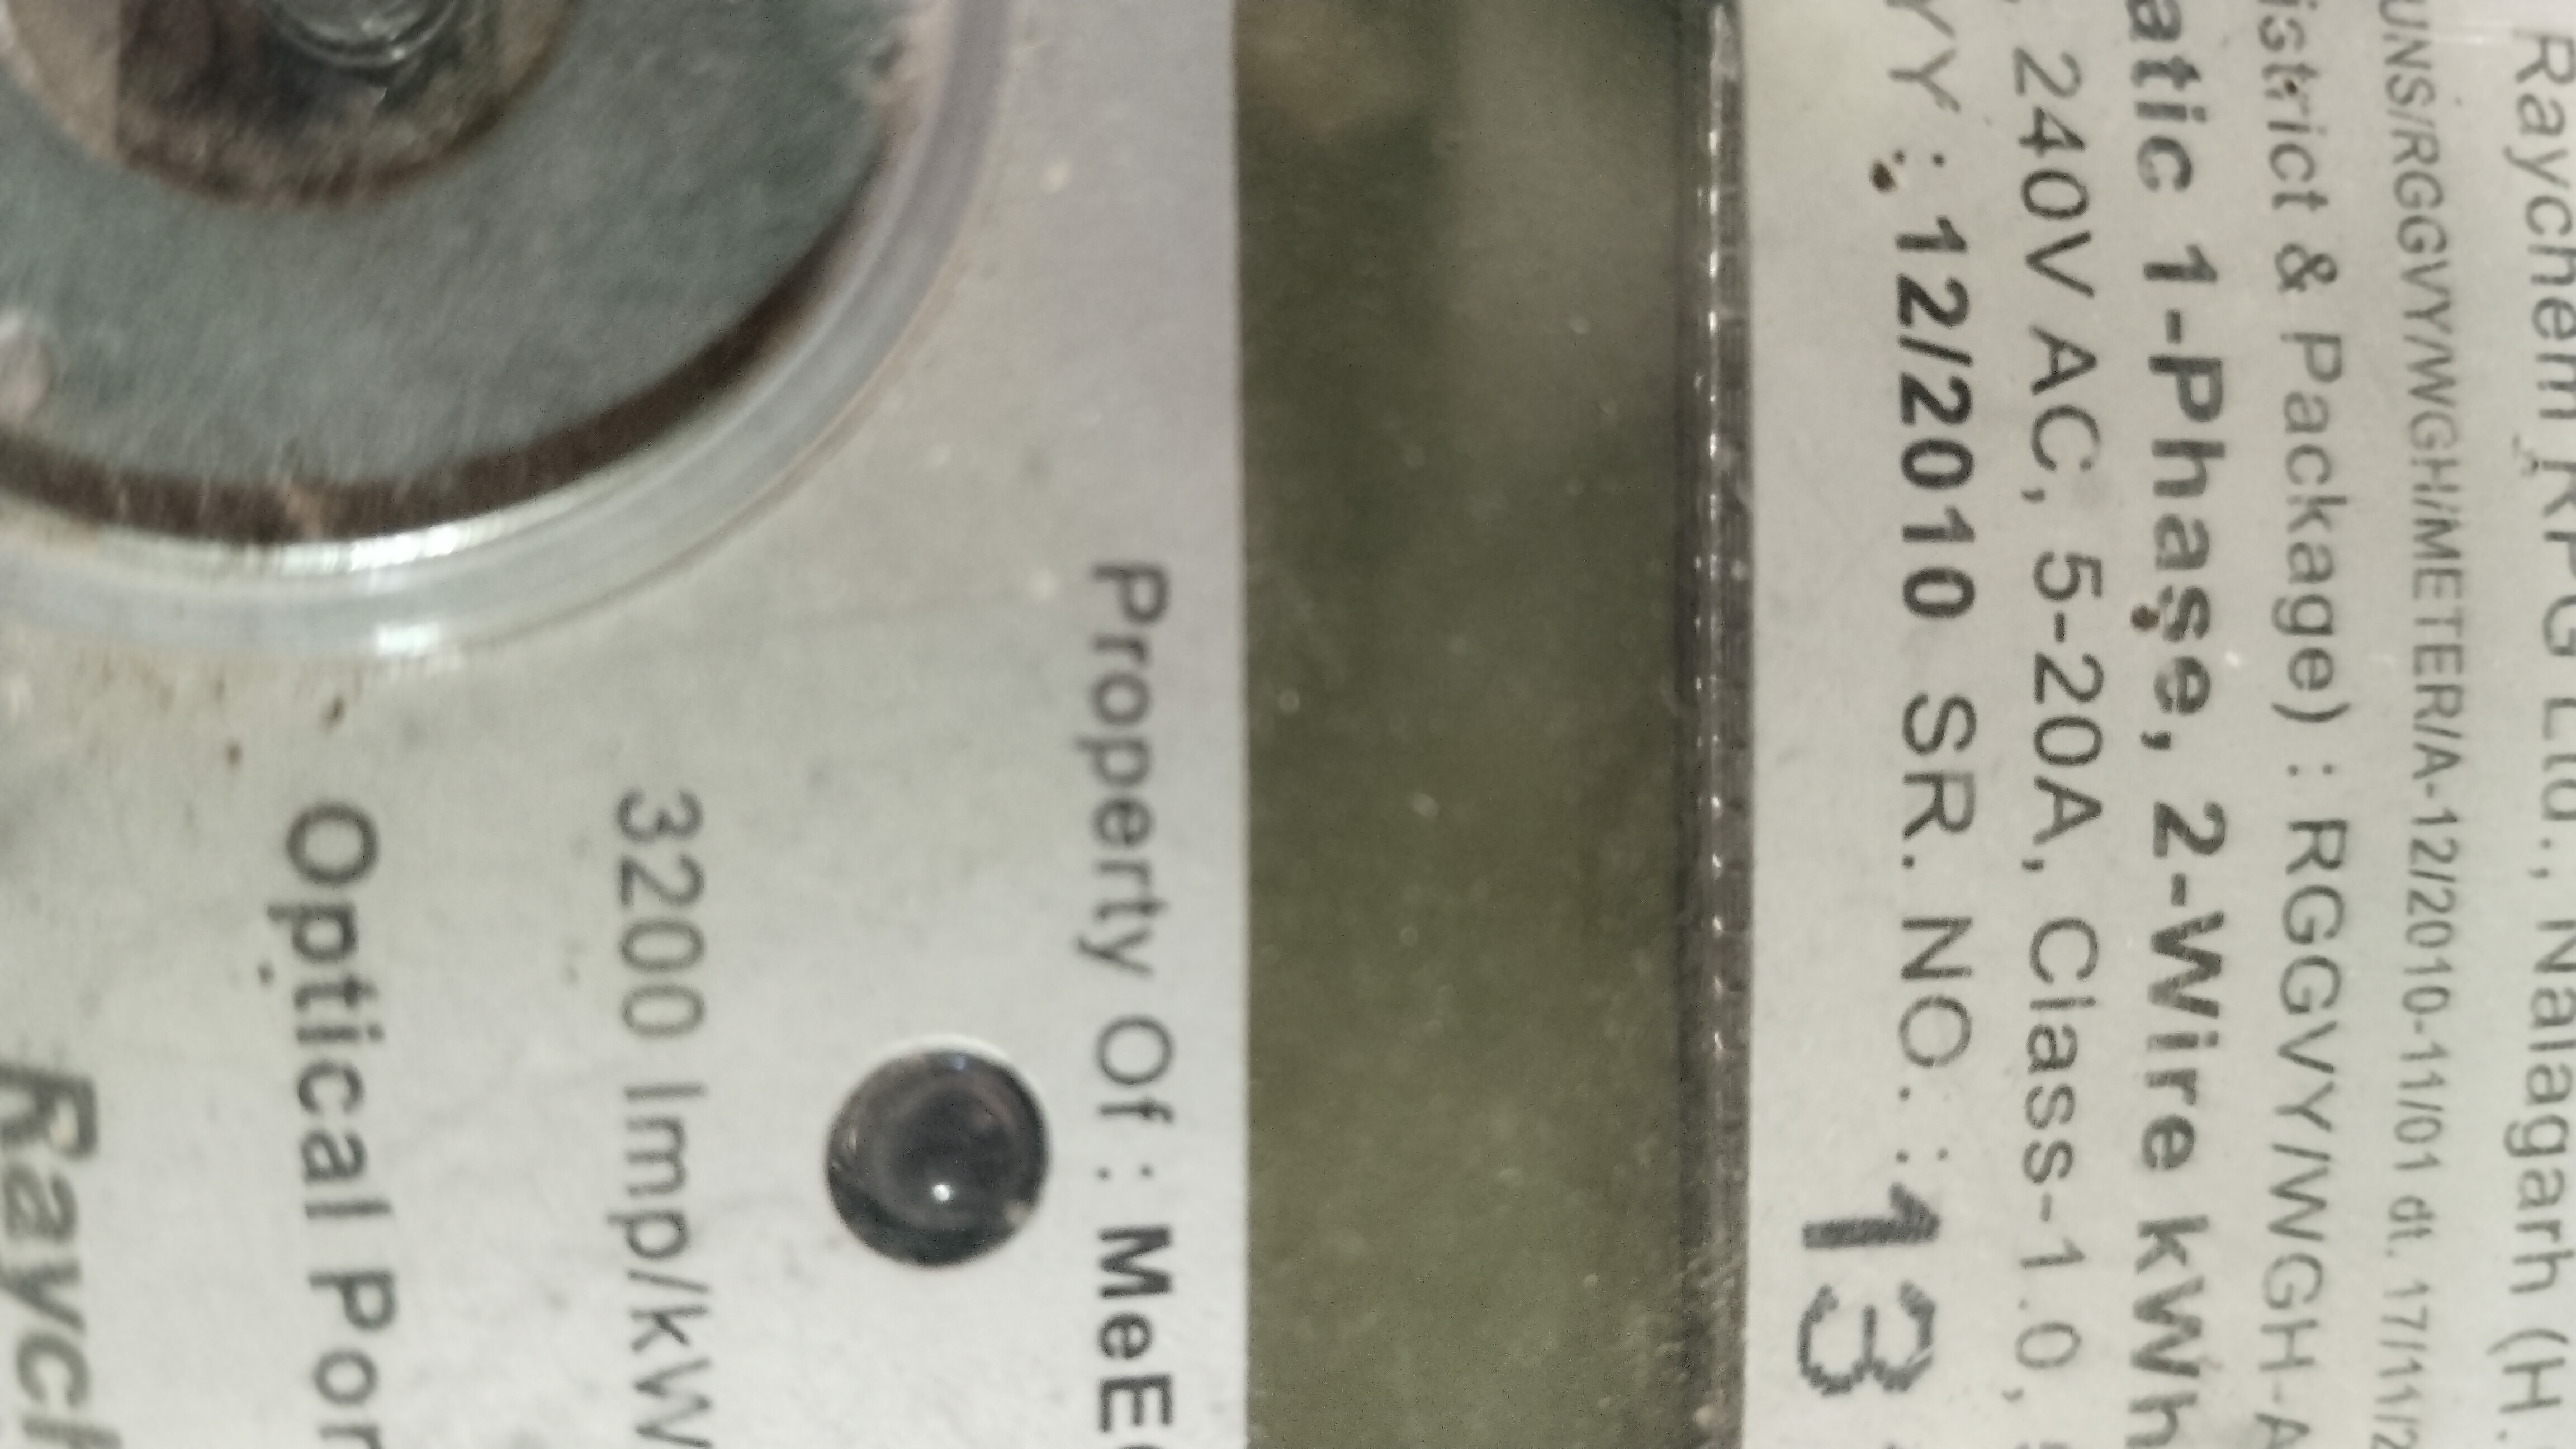 Raychem RPG Ltd., Nalagarh (H.
UNS/RGGVY/WGH/METER/A-12/2010-11/01 dt. 17/11/2
istrict & Package) : RGGVY/WGH-A
atic 1-Phase, 2-Wire kWh
, 240V AC, 5-20A, Class-1.0,
YY : 12/2010 SR. NO. : 13
Property Of : MeE
3200 Imp/kW
Optical Por
Raych